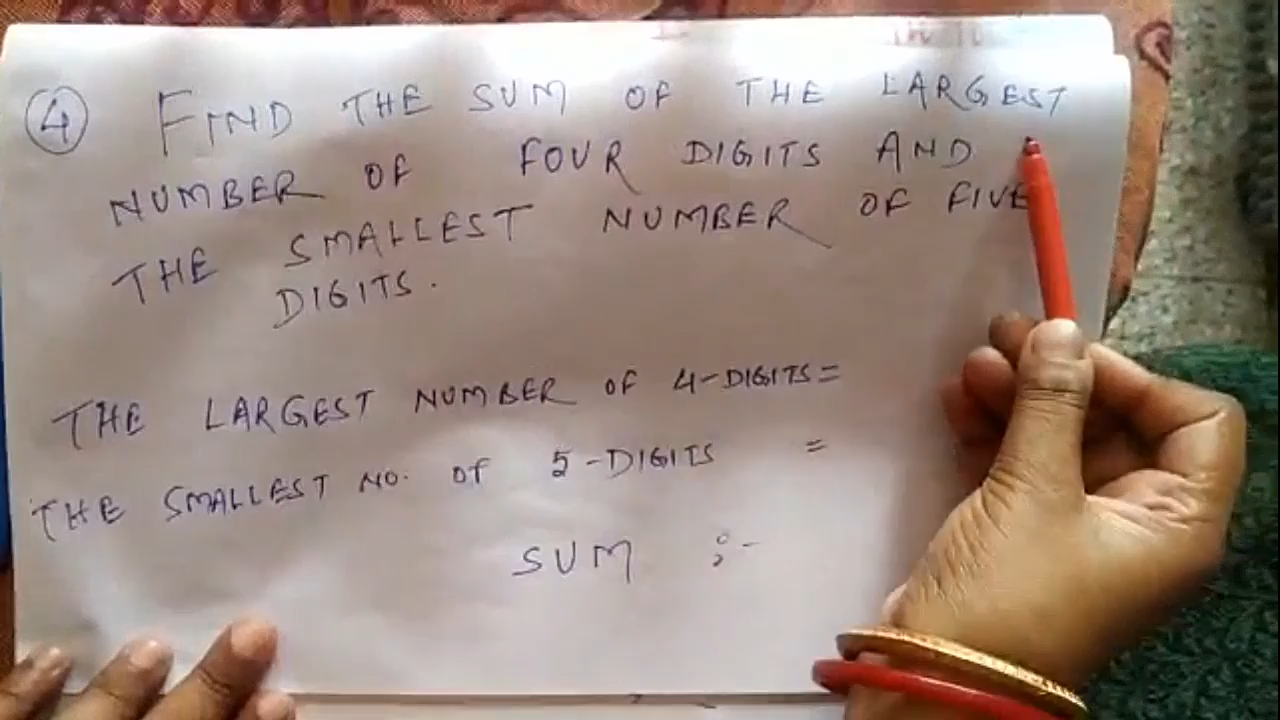 4 FIND THE SUM OF THE LARGEST
NUMBER OF FOUR DIGITS AND
THE SMALLEST NUMBER OF FIVE
DIGITS.
THE LARGEST NUMBER OF 4-DIGITS=
THE SMALLEST NO. OF 5-DIGITS =
SUM ;-